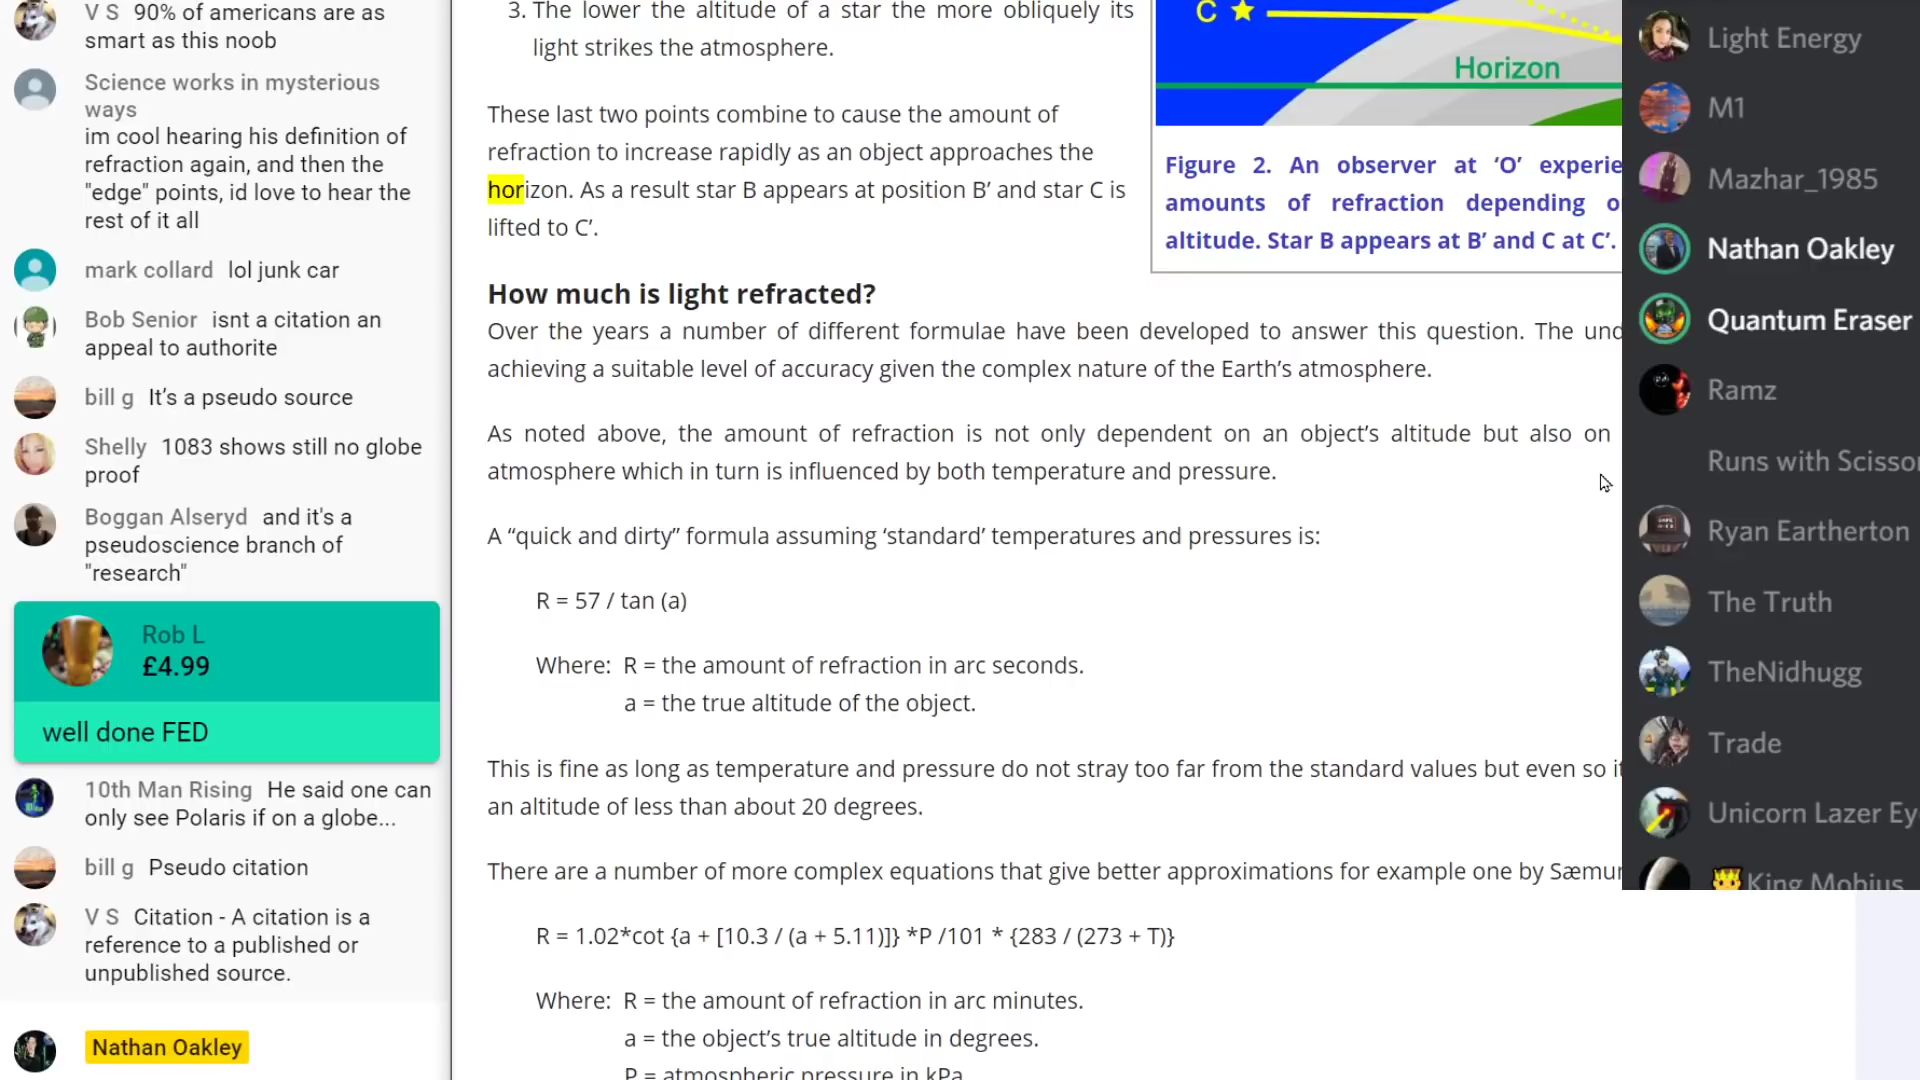 V S 90% of americans are as
smart as this noob
Science works in mysterious
ways
im cool hearing his definition of
refraction again, and then the
"edge" points, id love to hear the
rest of it all
mark collard lol junk car
Bob Senior isnt a citation an
appeal to authorite
bill g It’s a pseudo source
Shelly 1083 shows still no globe
proof
Boggan Alseryd and it's a
pseudoscience branch of
"research"
Rob L
£4.99
well done FED
10th Man Rising He said one can
only see Polaris if on a globe...
bill g Pseudo citation
V S Citation - A citation is a
reference to a published or
unpublished source.
Nathan Oakley
3. The lower the altitude of a star the more obliquely its
light strikes the atmosphere.
These last two points combine to cause the amount of
refraction to increase rapidly as an object approaches the
horizon. As a result star B appears at position B’ and star C is
lifted to C’.
C
Horizon
Figure 2. An observer at ‘O’ experie
amounts of refraction depending o
altitude. Star B appears at B’ and C at C’.
How much is light refracted?
Over the years a number of different formulae have been developed to answer this question. The und
achieving a suitable level of accuracy given the complex nature of the Earth’s atmosphere.
As noted above, the amount of refraction is not only dependent on an object’s altitude but also on
atmosphere which in turn is influenced by both temperature and pressure.
A “quick and dirty” formula assuming ‘standard’ temperatures and pressures is:
R = 57 / tan (a)
Where: R = the amount of refraction in arc seconds.
a = the true altitude of the object.
This is fine as long as temperature and pressure do not stray too far from the standard values but even so it
an altitude of less than about 20 degrees.
There are a number of more complex equations that give better approximations for example one by Sæmun
R = 1.02*cot {a + [10.3 / (a + 5.11)]} *P /101 * {283 / (273 + T)}
Where: R = the amount of refraction in arc minutes.
a = the object’s true altitude in degrees.
P = atmospheric pressure in kPa
Light Energy
M1
Mazhar_1985
Nathan Oakley
Quantum Eraser
Ramz
Runs with Scissor
Ryan Eartherton
The Truth
TheNidhugg
Trade
Unicorn Lazer Ey
King Mobius